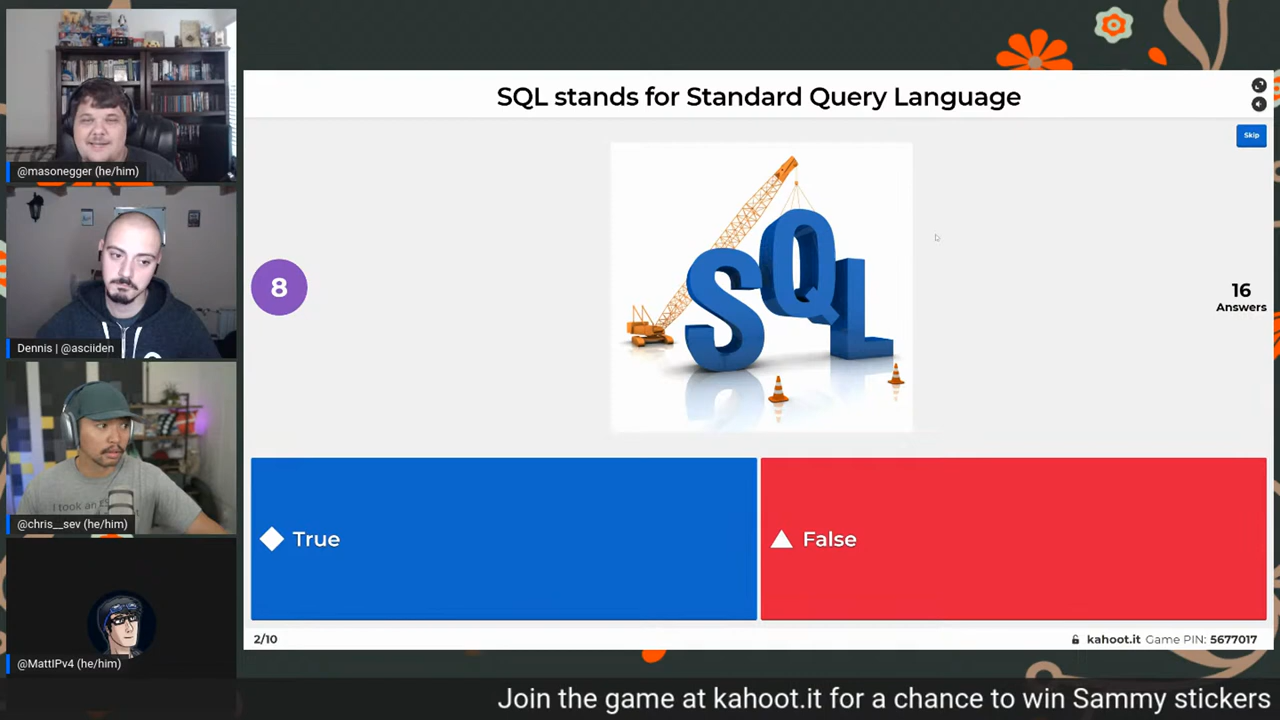 @masonegger (he/him)
Dennis | @asciiden
@chris__sev (he/him)
@MattIPv4 (he/him)
SQL stands for Standard Query Language
Skip
8
SQL
16
Answers
True
False
2/10
kahoot.it Game PIN: 5677017
Join the game at kahoot.it for a chance to win Sammy stickers